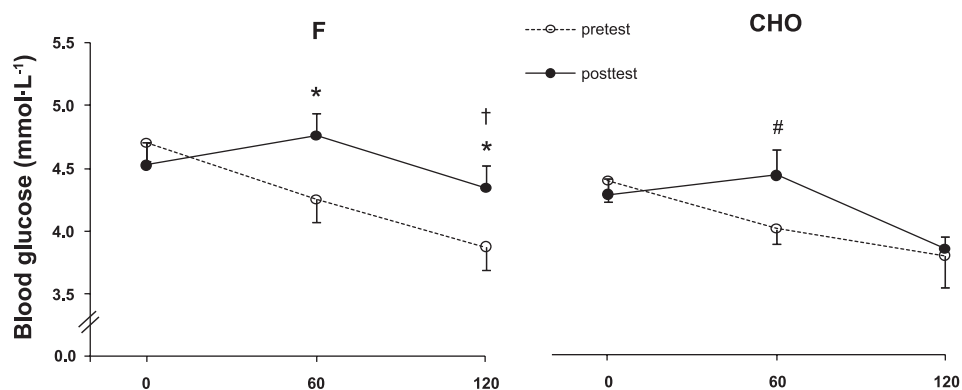 F
CHO
pretest
posttest
Blood glucose (mmol·L⁻¹)
5.5
5.0
4.5
4.0
3.5
0.0
*
†
*
#
0 60 120
0 60 120